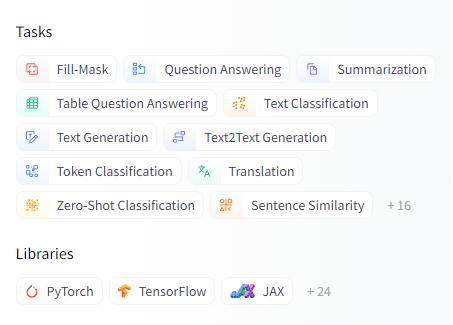 Tasks
Fill-Mask Question Answering Summarization
Table Question Answering Text Classification
Text Generation Text2Text Generation
Token Classification Translation
Zero-Shot Classification Sentence Similarity + 16
Libraries
PyTorch TensorFlow JAX + 24